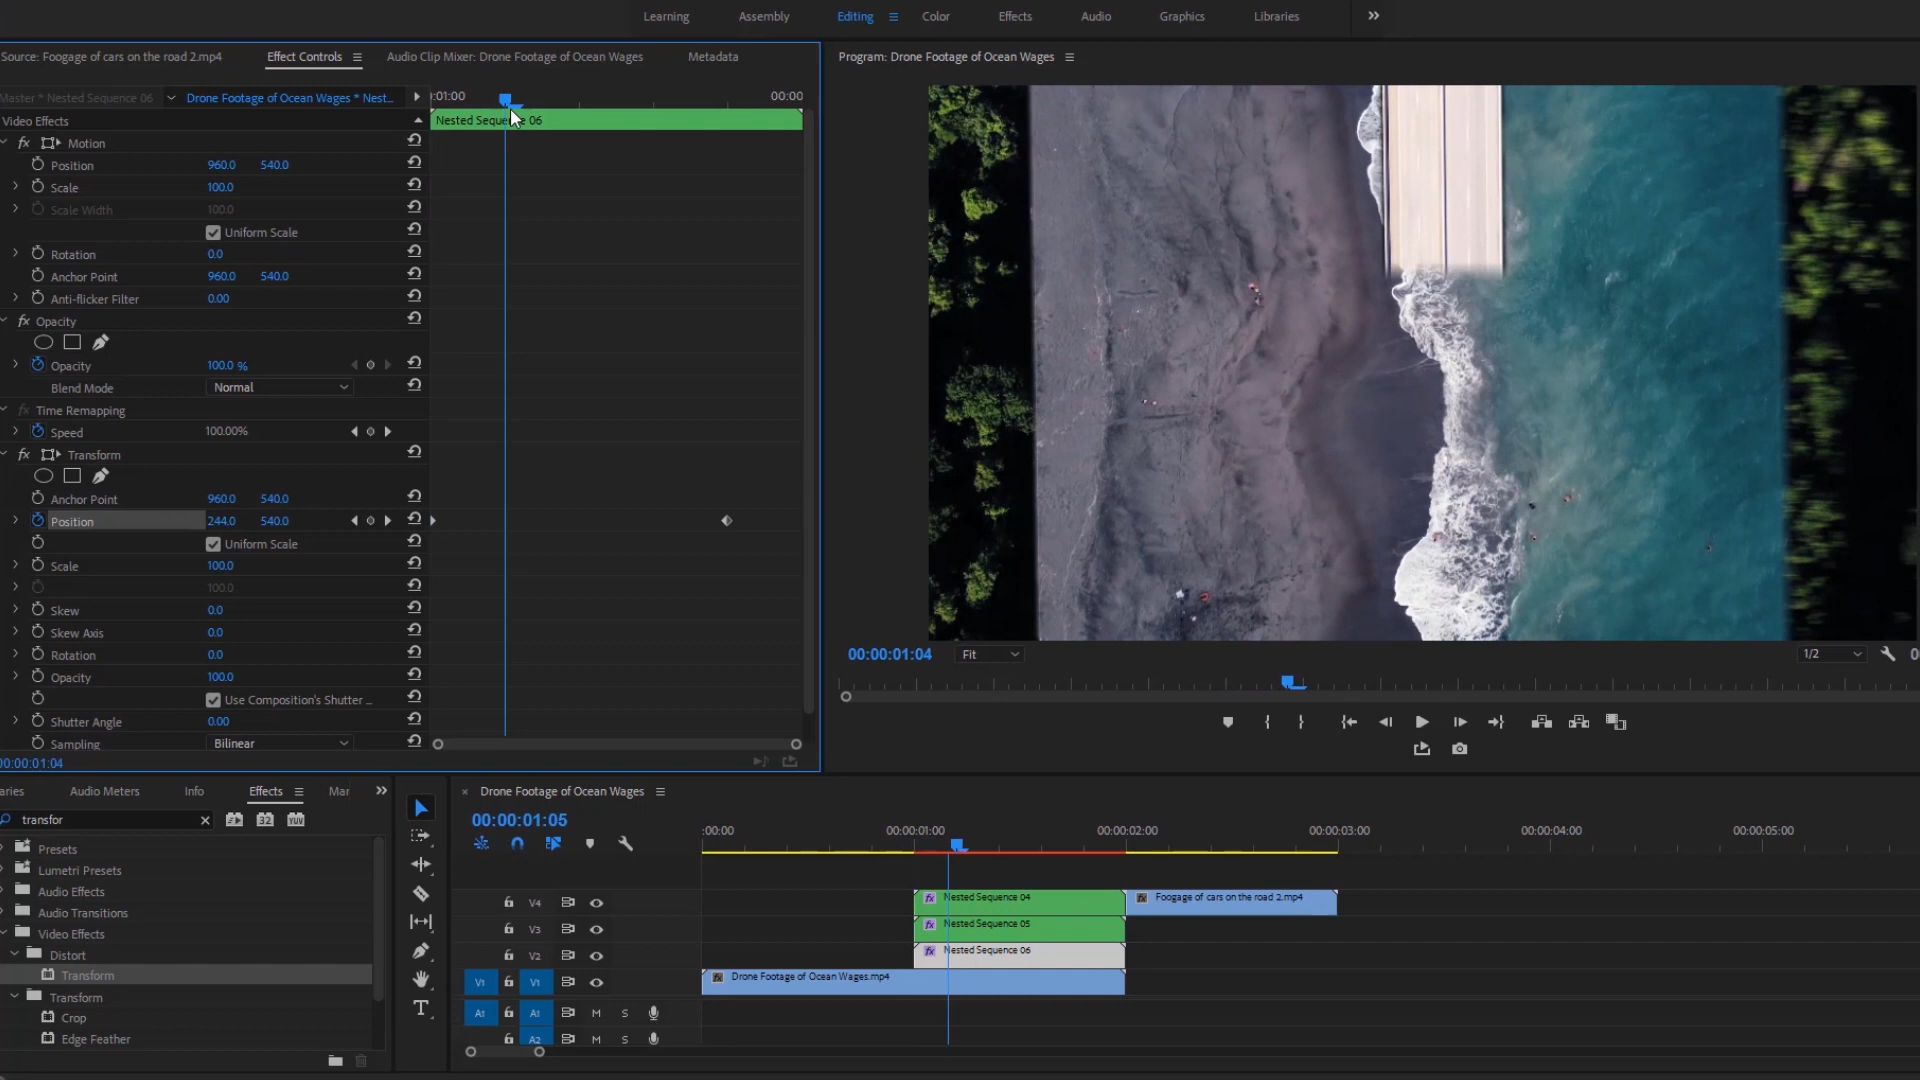 Learning Assembly Editing Color Effects Audio Graphics Libraries
Source: Foogage of cars on the road 2.mp4 Effect Controls Audio Clip Mixer: Drone Footage of Ocean Wages Metadata
Program: Drone Footage of Ocean Wages
Master * Nested Sequence 06 Drone Footage of Ocean Wages * Nest...
:01:00 00:00
Video Effects
Nested Sequence 06
fx Motion
Position 960.0 540.0
Scale 100.0
Scale Width 100.0
Uniform Scale
Rotation 0.0
Anchor Point 960.0 540.0
Anti-flicker Filter 0.00
fx Opacity
Opacity 100.0 %
Blend Mode Normal
fx Time Remapping
Speed 100.00%
fx Transform
Anchor Point 960.0 540.0
Position 244.0 540.0
Uniform Scale
Scale 100.0
100.0
Skew 0.0
Skew Axis 0.0
Rotation 0.0
Opacity 100.0
Use Composition's Shutter ...
Shutter Angle 0.00
Sampling Bilinear
00:00:01:04
00:00:01:04 Fit 1/2
aries Audio Meters Info Effects Mar
transfor
32 YUV
Presets
Lumetri Presets
Audio Effects
Audio Transitions
Video Effects
Distort
Transform
Transform
Crop
Edge Feather
× Drone Footage of Ocean Wages
00:00:01:05
:00:00 00:00:01:00 00:00:02:00 00:00:03:00 00:00:04:00 00:00:05:00
V4 fx Nested Sequence 04 fx Foogage of cars on the road 2.mp4
V3 fx Nested Sequence 05
V2 fx Nested Sequence 06
V1 V1 fx Drone Footage of Ocean Wages.mp4
A1 A1 M S
A2 M S
T